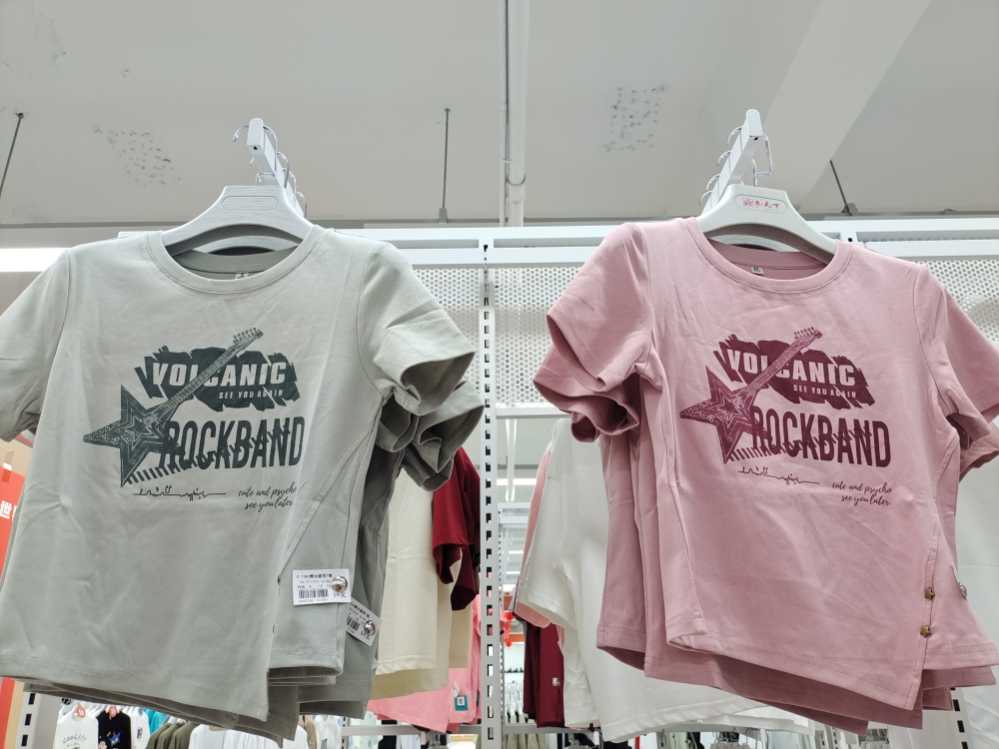 VOLCANIC
SEE YOU AGAIN
ROCKBAND
cute and psycho
see you later
VOLCANIC
SEE YOU AGAIN
ROCKBAND
cute and psycho
see you later